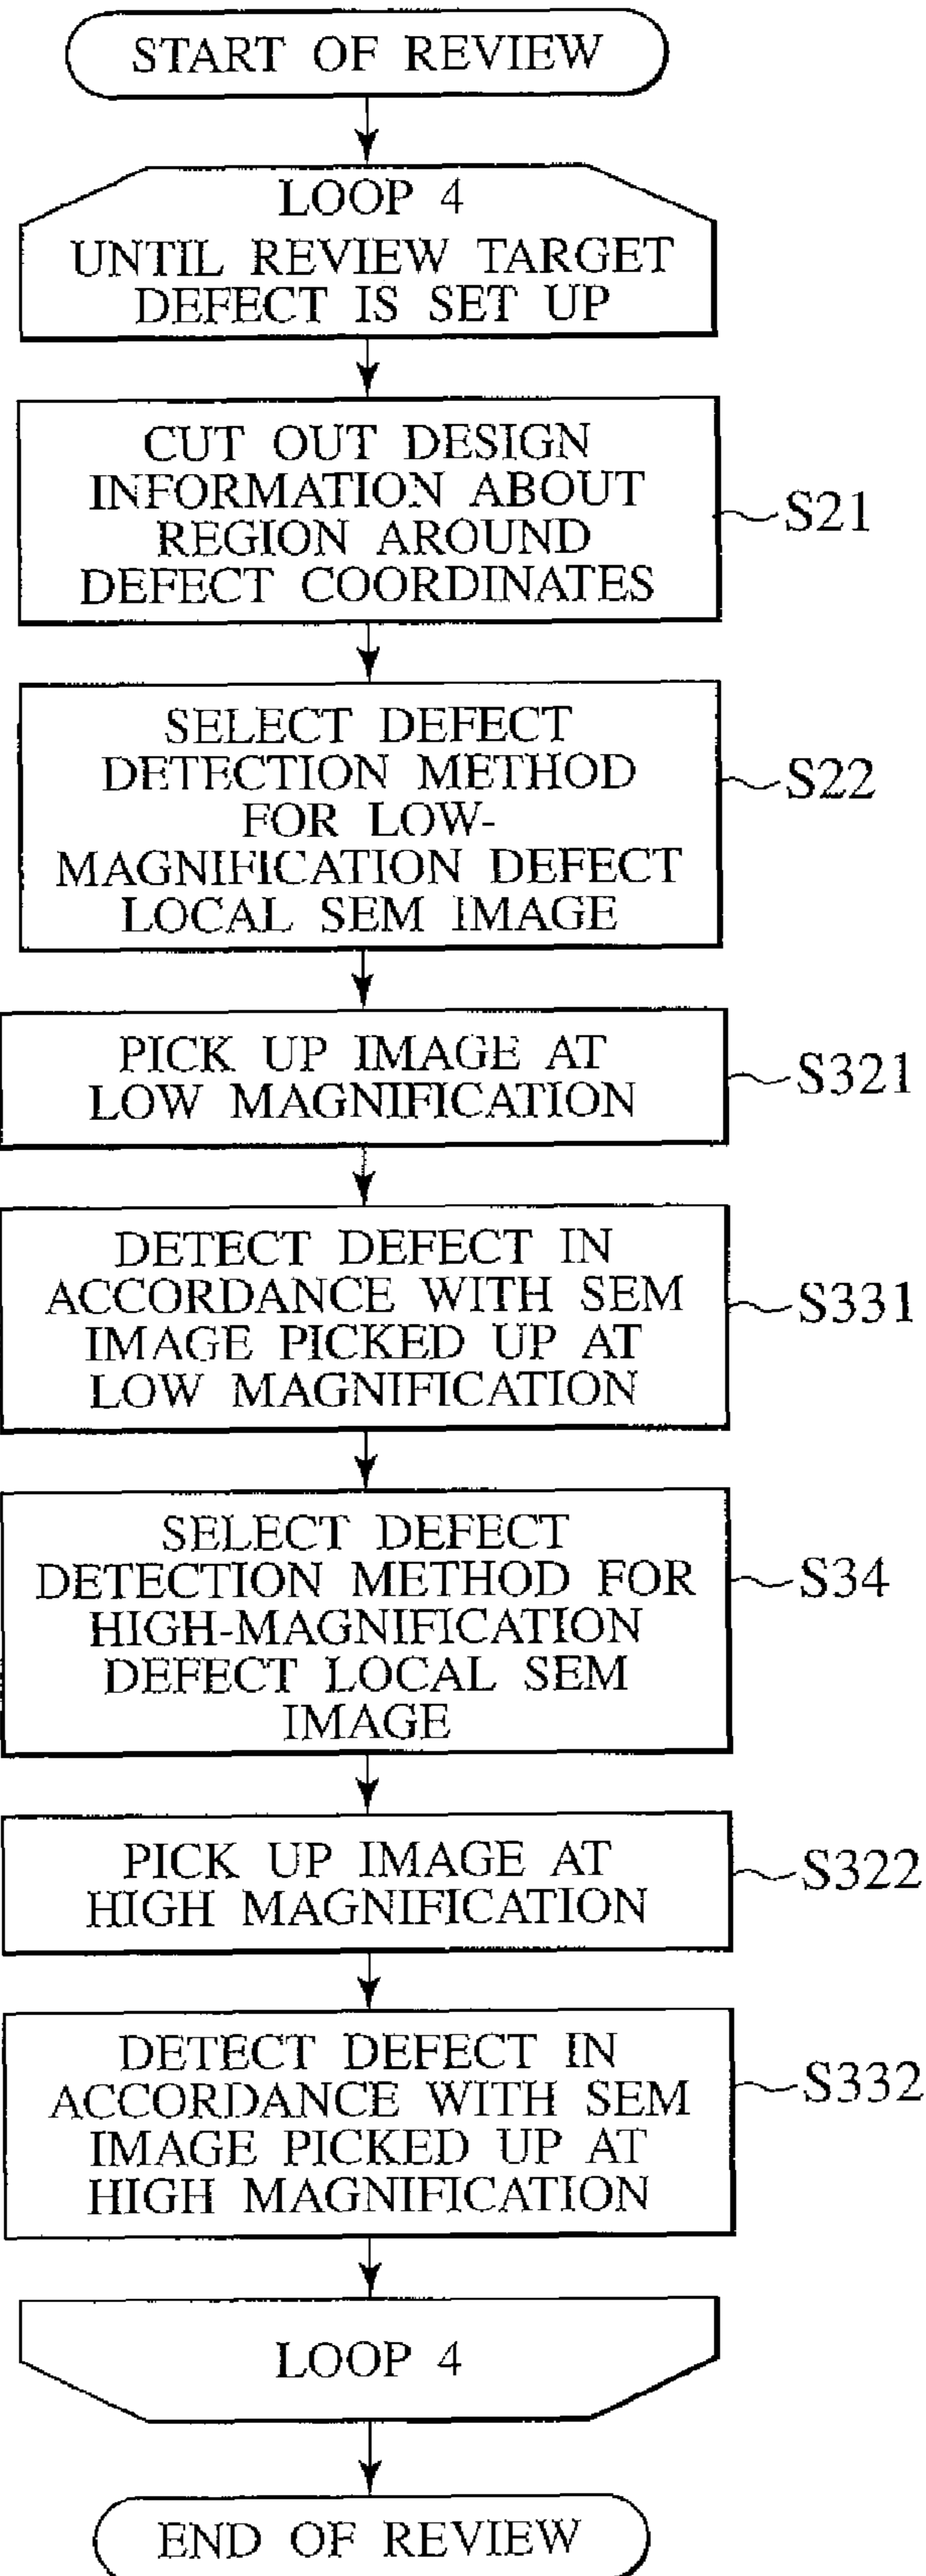 START OF REVIEW
LOOP 4
UNTIL REVIEW TARGET
DEFECT IS SET UP
CUT OUT DESIGN
INFORMATION ABOUT
REGION AROUND
DEFECT COORDINATES
S21
SELECT DEFECT
DETECTION METHOD
FOR LOW-
MAGNIFICATION DEFECT
LOCAL SEM IMAGE
S22
PICK UP IMAGE AT
LOW MAGNIFICATION
S321
DETECT DEFECT IN
ACCORDANCE WITH SEM
IMAGE PICKED UP AT
LOW MAGNIFICATION
S331
SELECT DEFECT
DETECTION METHOD FOR
HIGH-MAGNIFICATION
DEFECT LOCAL SEM
IMAGE
S34
PICK UP IMAGE AT
HIGH MAGNIFICATION
S322
DETECT DEFECT IN
ACCORDANCE WITH SEM
IMAGE PICKED UP AT
HIGH MAGNIFICATION
S332
LOOP 4
END OF REVIEW